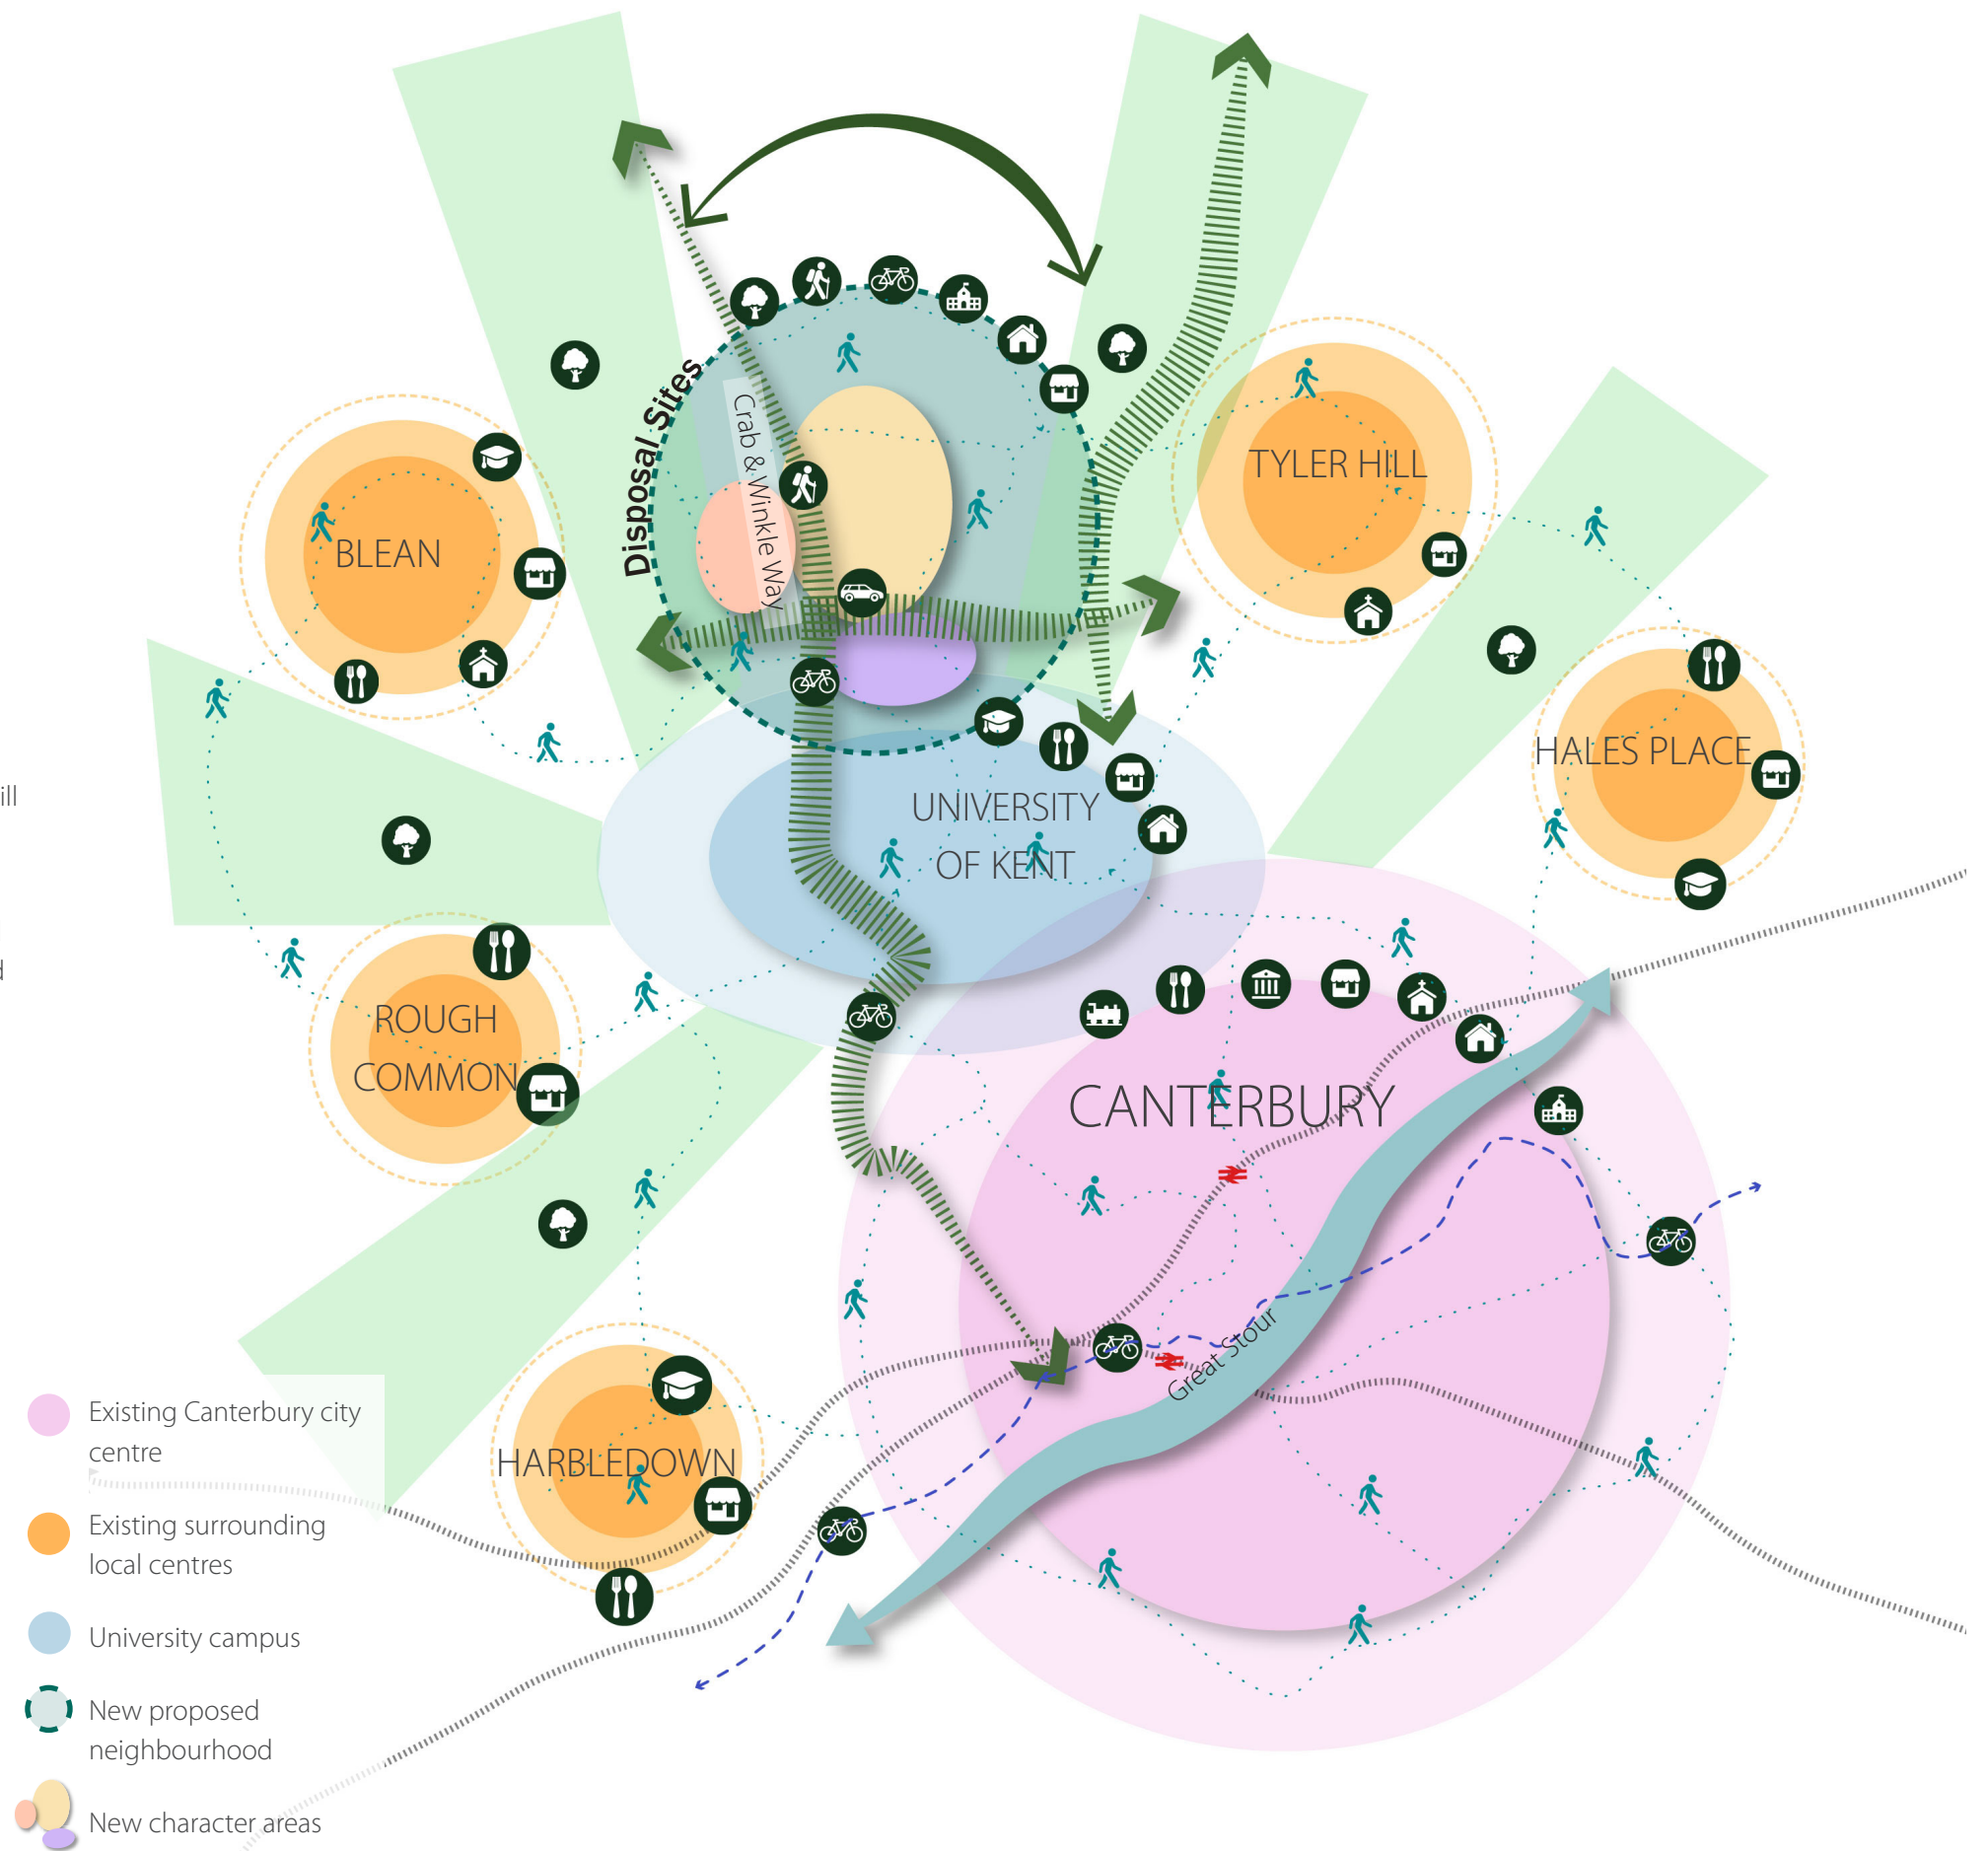 Disposal Sites
Crab & Winkle Way
TYLER HILL
BLEAN
HALES PLACE
UNIVERSITY
OF KENT
ROUGH
COMMON
CANTERBURY
Great Stour
HARBLEDOWN
Existing Canterbury city
centre
Existing surrounding
local centres
University campus
New proposed
neighbourhood
New character areas